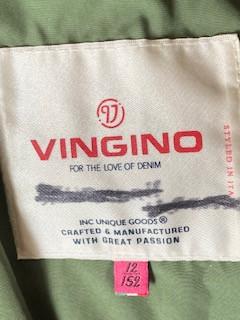 VINGINO
FOR THE LOVE OF DENIM
INC UNIQUE GOODS®
CRAFTED & MANUFACTURED
WITH GREAT PASSION
STYLED IN ITA
12
152